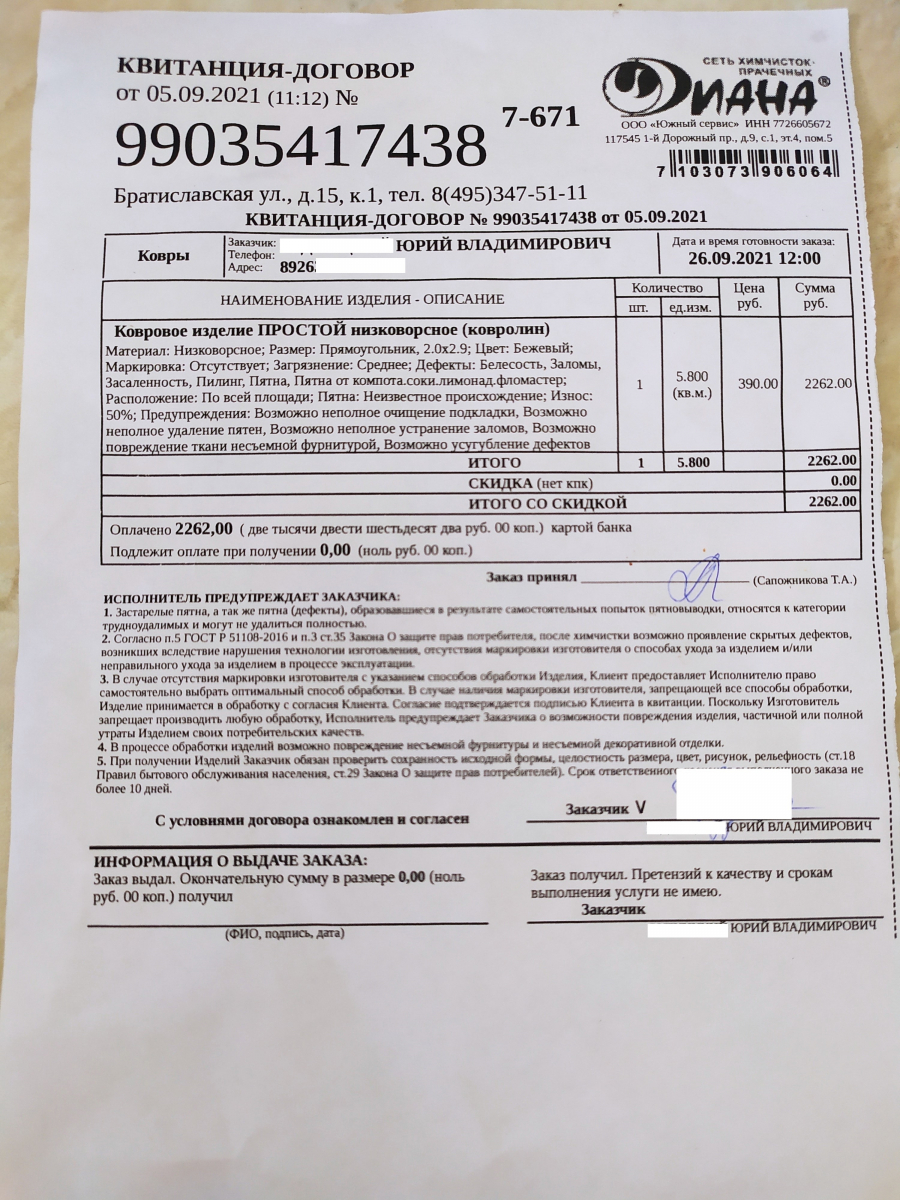 КВИТАНЦИЯ-ДОГОВОР
от 05.09.2021 (11:12) №
99035417438 7-671
СЕТЬ ХИМЧИСТОК-
ПРАЧЕЧНЫХ
ДИАНА®
ООО «Южный сервис» ИНН 7726605672
117545 1-й Дорожный пр., д.9, с.1, эт.4, пом.5
7 103073 906064
Братиславская ул., д.15, к.1, тел. 8(495)347-51-11
КВИТАНЦИЯ-ДОГОВОР № 99035417438 от 05.09.2021
Ковры
Заказчик: ЮРИЙ ВЛАДИМИРОВИЧ
Телефон:
Адрес: 8926
Дата и время готовности заказа:
26.09.2021 12:00
НАИМЕНОВАНИЕ ИЗДЕЛИЯ - ОПИСАНИЕ
Количество
шт. ед.изм.
Цена
руб.
Сумма
руб.
Ковровое изделие ПРОСТОЙ низковорсное (ковролин)
Материал: Низковорсное; Размер: Прямоугольник, 2.0x2.9; Цвет: Бежевый;
Маркировка: Отсутствует; Загрязнение: Среднее; Дефекты: Белесость, Заломы,
Засаленность, Пилинг, Пятна, Пятна от компота.соки.лимонад.фломастер;
Расположение: По всей площади; Пятна: Неизвестное происхождение; Износ:
50%; Предупреждения: Возможно неполное очищение подкладки, Возможно
неполное удаление пятен, Возможно неполное устранение заломов, Возможно
повреждение ткани несъемной фурнитурой, Возможно усугубление дефектов
1
5.800
(кв.м.)
390.00
2262.00
ИТОГО 1 5.800 2262.00
СКИДКА (нет кпк) 0.00
ИТОГО СО СКИДКОЙ 2262.00
Оплачено 2262,00 ( две тысячи двести шестьдесят два руб. 00 коп.) картой банка
Подлежит оплате при получении 0,00 (ноль руб. 00 коп.)
Заказ принял (Сапожникова Т.А.)
ИСПОЛНИТЕЛЬ ПРЕДУПРЕЖДАЕТ ЗАКАЗЧИКА:
1. Застарелые пятна, а так же пятна (дефекты), образовавшиеся в результате самостоятельных попыток пятновыводки, относятся к категории
трудноудалимых и могут не удалиться полностью.
2. Согласно п.5 ГОСТ Р 51108-2016 и п.3 ст.35 Закона О защите прав потребителя, после химчистки возможно проявление скрытых дефектов,
возникших вследствие нарушения технологии изготовления, отсутствия маркировки изготовителя о способах ухода за изделием и/или
неправильного ухода за изделием в процессе эксплуатации.
3. В случае отсутствия маркировки изготовителя с указанием способов обработки Изделия, Клиент предоставляет Исполнителю право
самостоятельно выбрать оптимальный способ обработки. В случае наличия маркировки изготовителя, запрещающей все способы обработки,
Изделие принимается в обработку с согласия Клиента. Согласие подтверждается подписью Клиента в квитанции. Поскольку Изготовитель
запрещает производить любую обработку, Исполнитель предупреждает Заказчика о возможности повреждения изделия, частичной или полной
утраты Изделием своих потребительских качеств.
4. В процессе обработки изделий возможно повреждение несъемной фурнитуры и несъемной декоративной отделки.
5. При получении Изделий Заказчик обязан проверить сохранность исходной формы, целостность размера, цвет, рисунок, рельефность (ст.18
Правил бытового обслуживания населения, ст.29 Закона О защите прав потребителей). Срок ответственного заказа не
более 10 дней.
С условиями договора ознакомлен и согласен
Заказчик V
ЮРИЙ ВЛАДИМИРОВИЧ
ИНФОРМАЦИЯ О ВЫДАЧЕ ЗАКАЗА:
Заказ выдал. Окончательную сумму в размере 0,00 (ноль
руб. 00 коп.) получил
(ФИО, подпись, дата)
Заказ получил. Претензий к качеству и срокам
выполнения услуги не имею.
Заказчик
ЮРИЙ ВЛАДИМИРОВИЧ